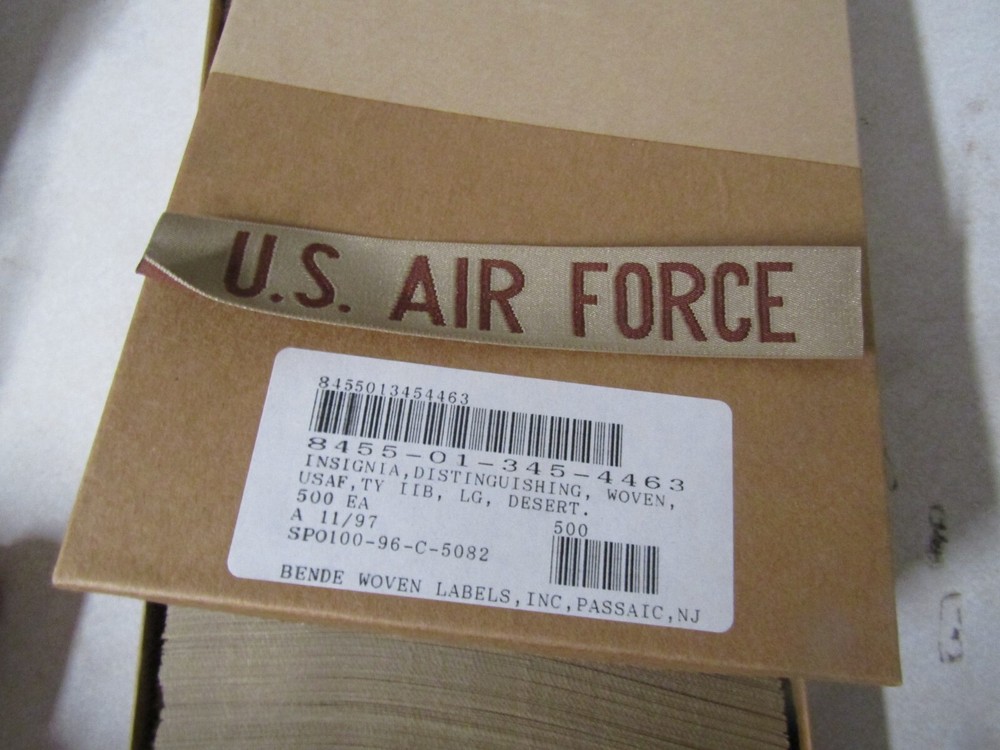 U.S. AIR FORCE
8455013454463
8455-01-345-4463
INSIGNIA,DISTINGUISHING, WOVEN,
USAF,TY IIB, LG, DESERT.
500 EA
A 11/97
500
SPO100-96-C-5082
BENDE WOVEN LABELS,INC,PASSAIC,NJ